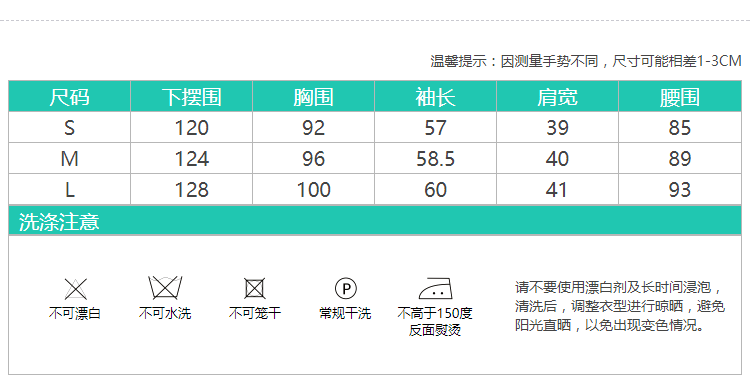 温馨提示：因测量手势不同，尺寸可能相差1-3CM
尺码 下摆围 胸围 袖长 肩宽 腰围
S 120 92 57 39 85
M 124 96 58.5 40 89
L 128 100 60 41 93
洗涤注意
P
不可漂白 不可水洗 不可笼干 常规干洗 不高于150度
反面熨烫
请不要使用漂白剂及长时间浸泡，
清洗后，调整衣型进行晾晒，避免
阳光直晒，以免出现变色情况。